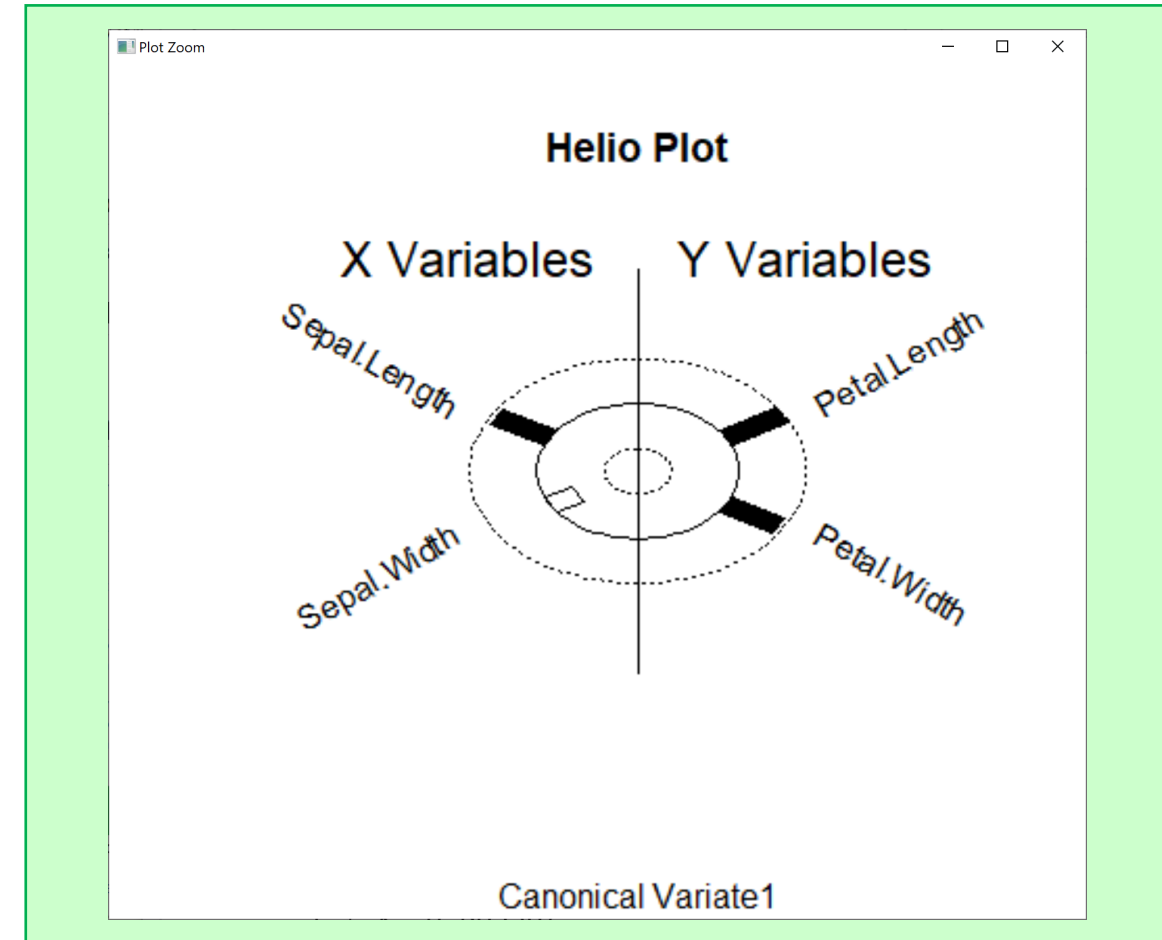 Plot Zoom
Helio Plot
X Variables
Y Variables
Sepal.Length
Petal.Length
Sepal.Width
Petal.Width
Canonical Variate1